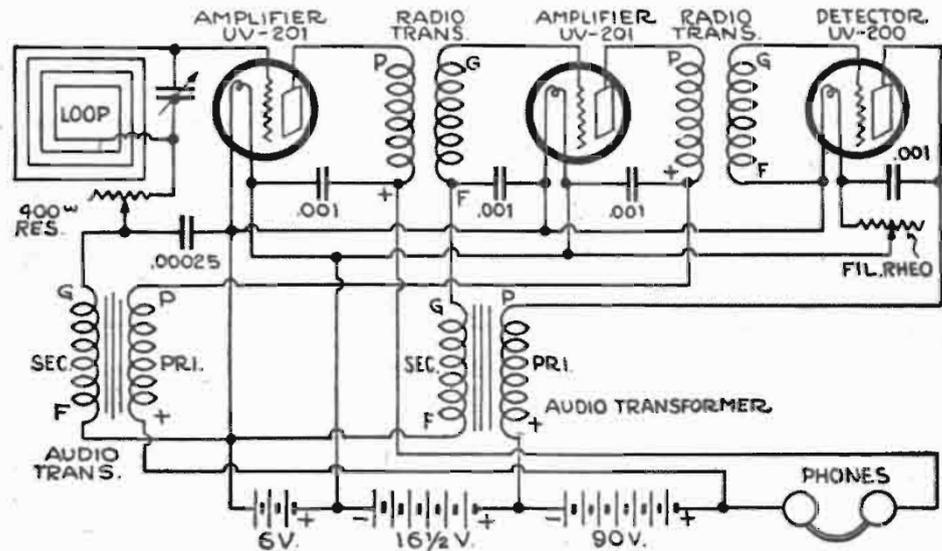 AMPLIFIER
UV-201
RADIO
TRANS.
AMPLIFIER
UV-201
RADIO
TRANS.
DETECTOR
UV-200
LOOP
P
G
P
G
+
F
+
F
.001
.001
.001
.001
400ω
RES.
.00025
FIL. RHEO
G
P
SEC.
PRI.
F
+
AUDIO
TRANS.
G
P
SEC.
PRI.
F
+
AUDIO TRANSFORMER
PHONES
+
-
+
-
+
6V.
16½V.
90V.